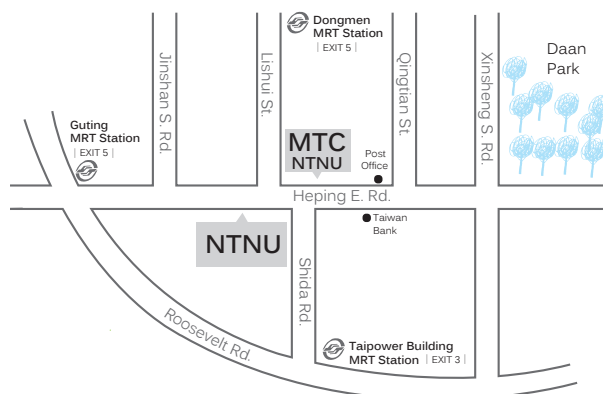 Dongmen
MRT Station
| EXIT 5 |
Jinshan S. Rd.
Lishui St.
Qingtian St.
Xinsheng S. Rd.
Daan
Park
Guting
MRT Station
| EXIT 5 |
MTC
NTNU
Post
Office
Heping E. Rd.
Taiwan
Bank
NTNU
Shida Rd.
Roosevelt Rd.
Taipower Building
MRT Station | EXIT 3 |